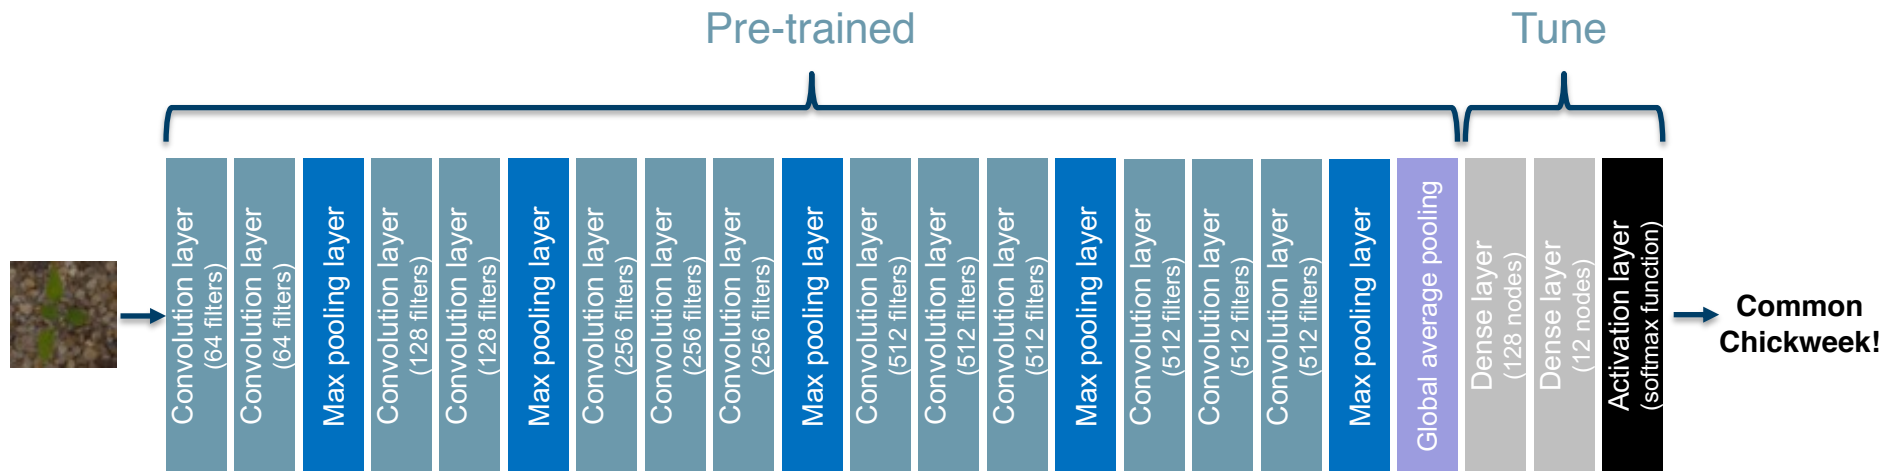 Pre-trained
Tune
Convolution layer
(64 filters)
Convolution layer
(64 filters)
Max pooling layer
Convolution layer
(128 filters)
Convolution layer
(128 filters)
Max pooling layer
Convolution layer
(256 filters)
Convolution layer
(256 filters)
Convolution layer
(256 filters)
Max pooling layer
Convolution layer
(512 filters)
Convolution layer
(512 filters)
Convolution layer
(512 filters)
Max pooling layer
Convolution layer
(512 filters)
Convolution layer
(512 filters)
Convolution layer
(512 filters)
Max pooling layer
Global average pooling
Dense layer
(128 nodes)
Dense layer
(12 nodes)
Activation layer
(softmax function)
Common
Chickweek!